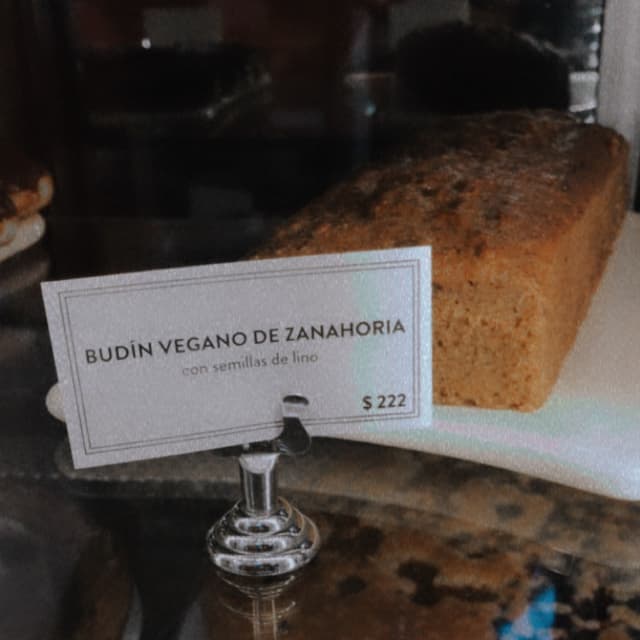 BUDÍN VEGANO DE ZANAHORIA
con semillas de lino
$ 222